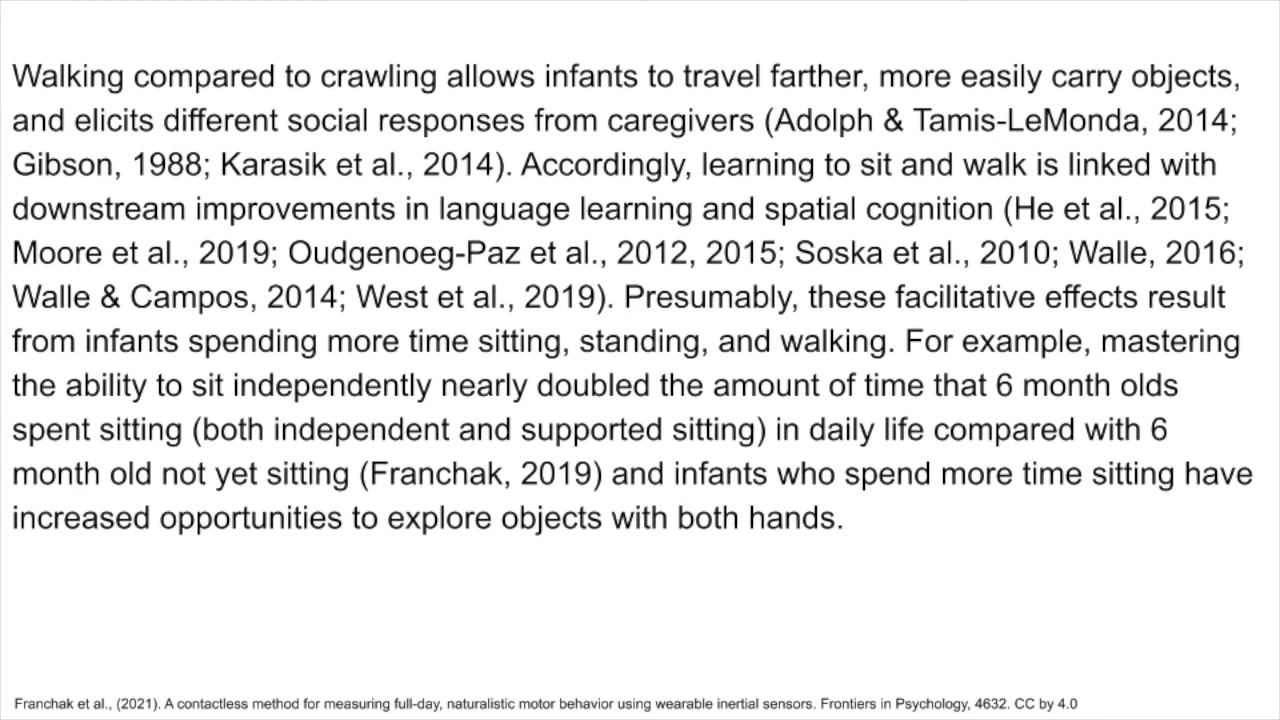 Walking compared to crawling allows infants to travel farther, more easily carry objects,
and elicits different social responses from caregivers (Adolph & Tamis-LeMonda, 2014;
Gibson, 1988; Karasik et al., 2014). Accordingly, learning to sit and walk is linked with
downstream improvements in language learning and spatial cognition (He et al., 2015;
Moore et al., 2019; Oudgenoeg-Paz et al., 2012, 2015; Soska et al., 2010; Walle, 2016;
Walle & Campos, 2014; West et al., 2019). Presumably, these facilitative effects result
from infants spending more time sitting, standing, and walking. For example, mastering
the ability to sit independently nearly doubled the amount of time that 6 month olds
spent sitting (both independent and supported sitting) in daily life compared with 6
month old not yet sitting (Franchak, 2019) and infants who spend more time sitting have
increased opportunities to explore objects with both hands.
Franchak et al., (2021). A contactless method for measuring full-day, naturalistic motor behavior using wearable inertial sensors. Frontiers in Psychology, 4632. CC by 4.0